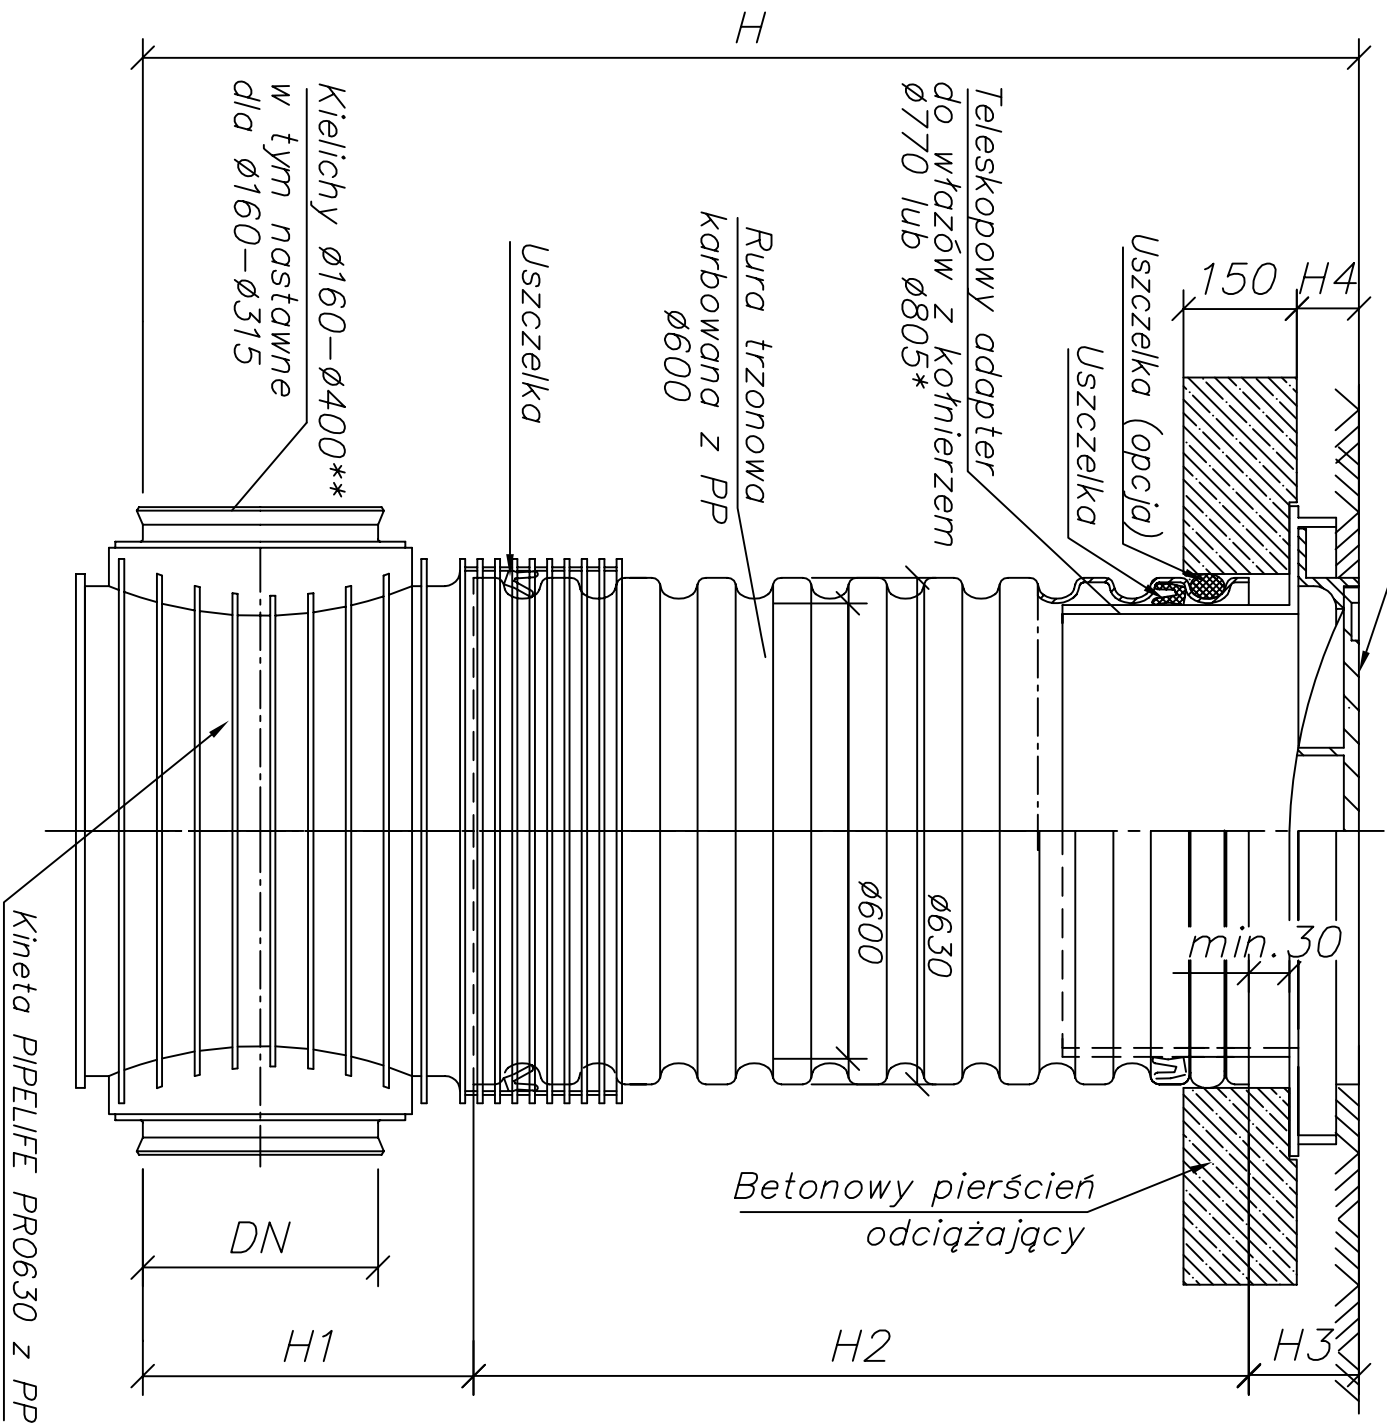 H
Kielichy ø160-ø400**
w tym nastawne
dla ø160-ø315
Uszczelka
Rura trzonowa
karbowana z PP
ø600
Teleskopowy adapter
do włazów z kołnierzem
ø770 lub ø805*
Uszczelka (opcja)
Uszczelka
150
H4
ø600
ø630
min.30
Betonowy pierścień
odciążający
DN
H1
H2
H3
Kineta PIPELIFE PRO630 z PP